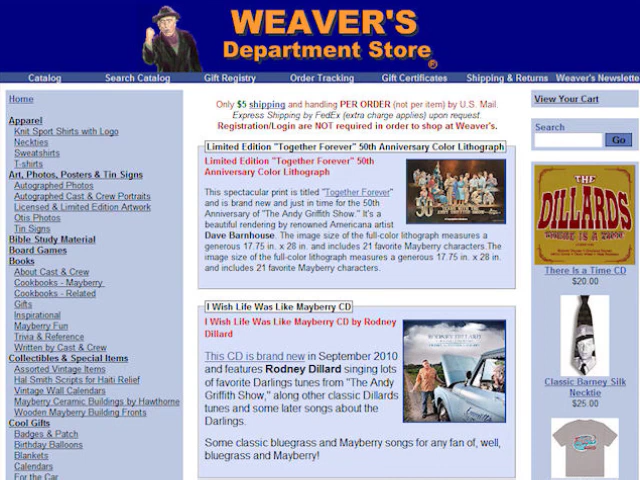 WEAVER'S
Department Store
Catalog
Search Catalog
Gift Registry
Order Tracking
Gift Certificates
Shipping & Returns
Weaver's Newslette
Home
Apparel
Knit Sport Shirts with Logo
Neckties
Sweatshirts
T-shirts
Art, Photos, Posters & Tin Signs
Autographed Photos
Autographed Cast & Crew Portraits
Licensed & Limited Edition Artwork
Otis Photos
Tin Signs
Bible Study Material
Board Games
Books
About Cast & Crew
Cookbooks - Mayberry
Cookbooks - Related
Gifts
Inspirational
Mayberry Fun
Trivia & Reference
Written by Cast & Crew
Collectibles & Special Items
Assorted Vintage Items
Hal Smith Scripts for Haiti Relief
Vintage Wall Calendars
Mayberry Ceramic Buildings by Hawthorne
Wooden Mayberry Building Fronts
Cool Gifts
Badges & Patch
Birthday Balloons
Blankets
Calendars
For the Car
Only $5 shipping and handling PER ORDER (not per item) by U.S. Mail.
Express Shipping by FedEx (extra charge applies) upon request.
Registration/Login are NOT required in order to shop at Weaver's.
Limited Edition "Together Forever" 50th Anniversary Color Lithograph
Limited Edition "Together Forever" 50th
Anniversary Color Lithograph
This spectacular print is titled "Together Forever"
and is brand new and just in time for the 50th
Anniversary of "The Andy Griffith Show." It's a
beautiful rendering by renowned Americana artist
Dave Barnhouse. The image size of the full-color lithograph measures a
generous 17.75 in. x 28 in. and includes 21 favorite Mayberry characters.The
image size of the full-color lithograph measures a generous 17.75 in. x 28 in.
and includes 21 favorite Mayberry characters.
50
I Wish Life Was Like Mayberry CD
I Wish Life Was Like Mayberry CD by Rodney
Dillard
This CD is brand new in September 2010
and features Rodney Dillard singing lots
of favorite Darlings tunes from "The Andy
Griffith Show," along other classic Dillards
tunes and some later songs about the
Darlings.
Some classic bluegrass and Mayberry songs for any fan of, well,
bluegrass and Mayberry!
RODNEY DILLARD
View Your Cart
Search
Go
THE
DILLARDS
THERE IS A TIME
There Is a Time CD
$20.00
Classic Barney Silk
Necktie
$25.00